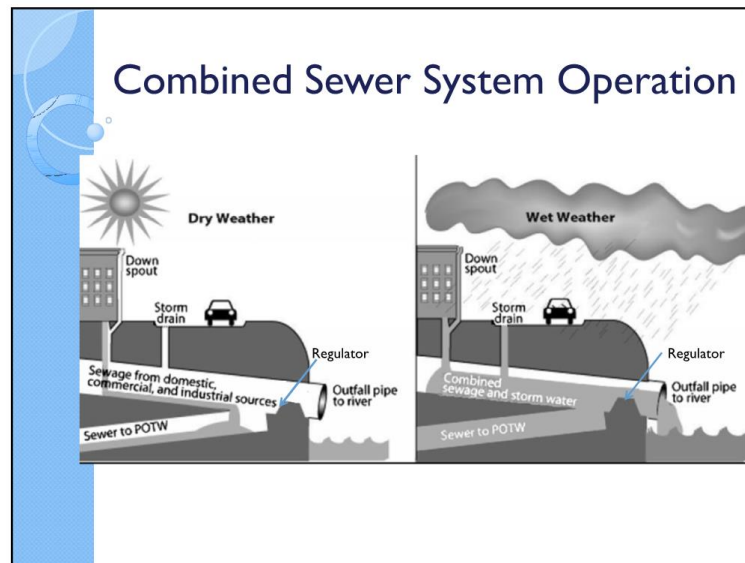 Combined Sewer System Operation
Dry Weather
Down
spout
Storm
drain
Regulator
Sewage from domestic,
commercial, and industrial sources
Outfall pipe
to river
Sewer to POTW
Wet Weather
Down
spout
Storm
drain
Regulator
Combined
sewage and storm water
Outfall pipe
to river
Sewer to POTW